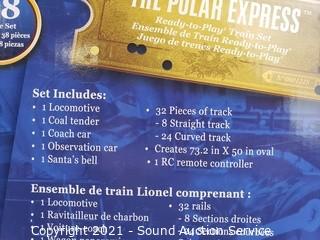 THE POLAR EXPRESS™
Ready-to-Play Train Set
Ensemble de Train Ready-to-Play
Juego de trenes Ready-to-Play
8
e Set
38 pièces
8 piezas
Set Includes:
• 1 Locomotive
• 1 Coal tender
• 1 Coach car
• 1 Observation car
• 1 Santa's bell
• 32 Pieces of track
- 8 Straight track
- 24 Curved track
• Creates 73.2 in X 50 in oval
• 1 RC remote controller
Ensemble de train Lionel comprenant :
• 1 Locomotive
• 1 Ravitailleur de charbon
• 32 rails
- 8 Sections droites
Copyright 2021 - Sound Auction Service